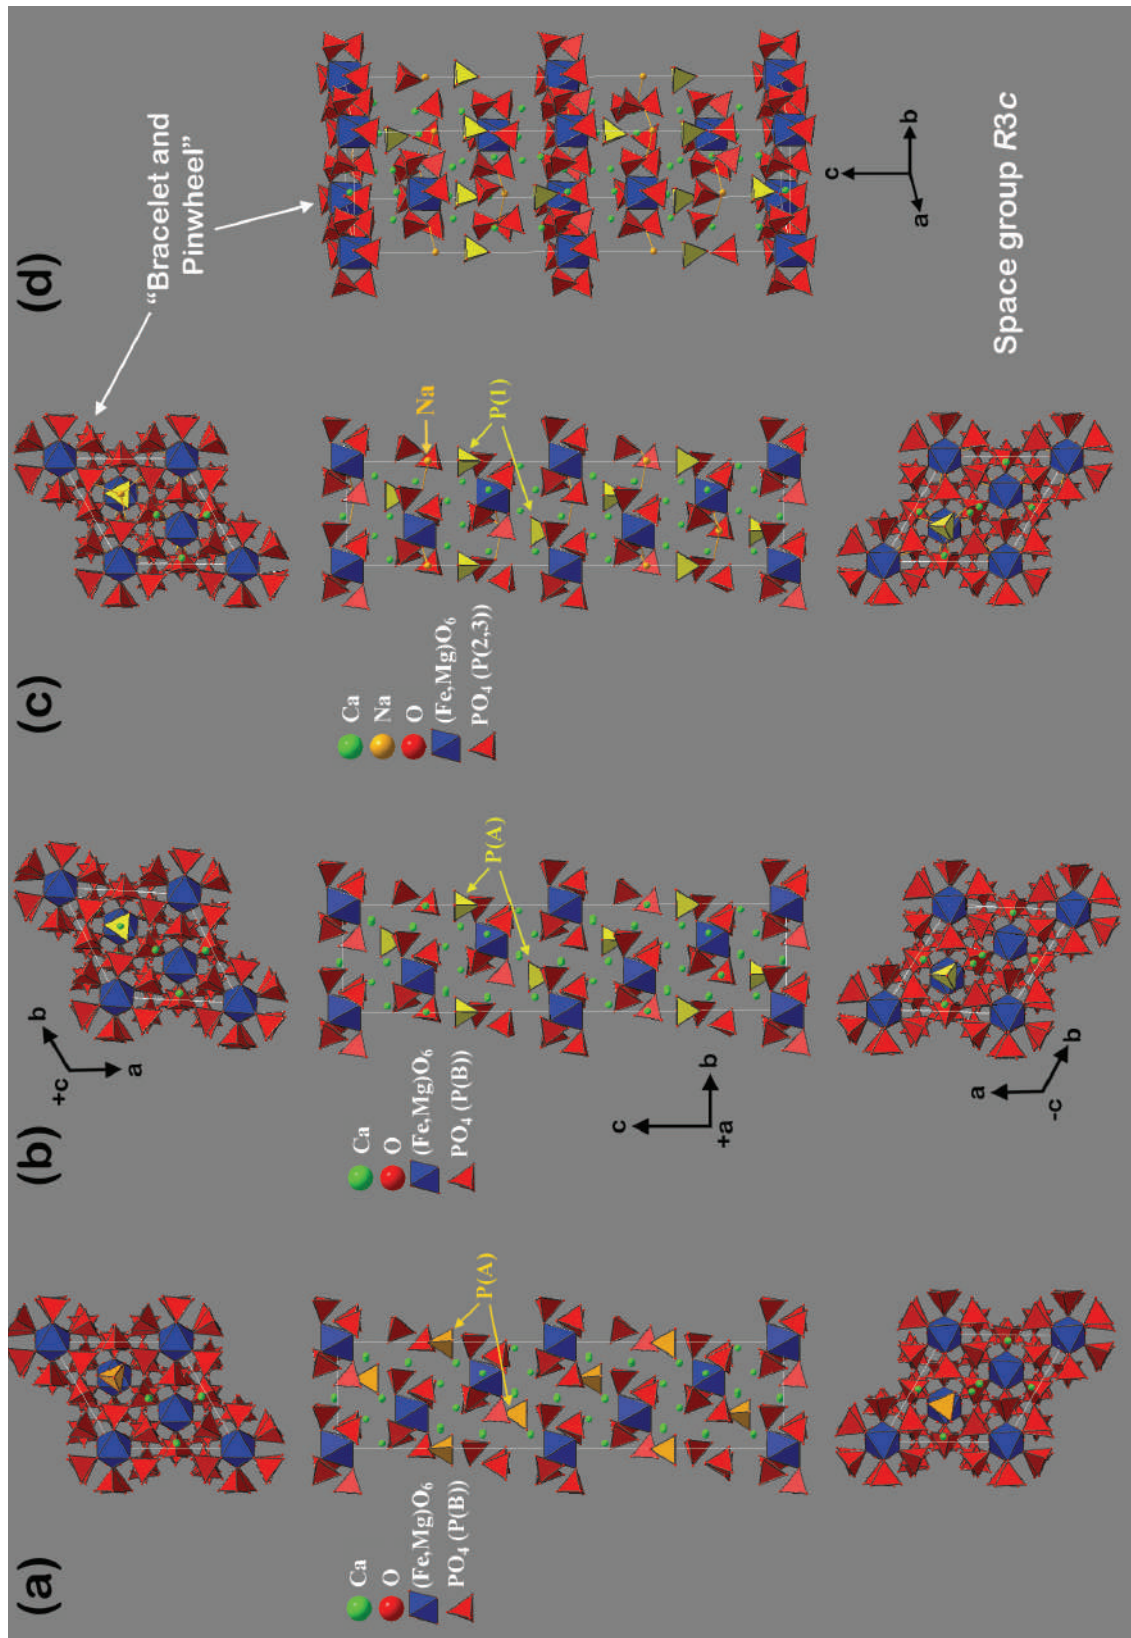 (a)
Ca
O
(Fe,Mg)O6
PO4 (P(B))
P(A)
(b)
+c
b
a
Ca
O
(Fe,Mg)O6
PO4 (P(B))
P(A)
c
b
+a
a
b
-c
(c)
Ca
Na
O
(Fe,Mg)O6
PO4 (P(2,3))
Na
P(1)
(d)
“Bracelet and
Pinwheel”
c
b
a
Space group R3c